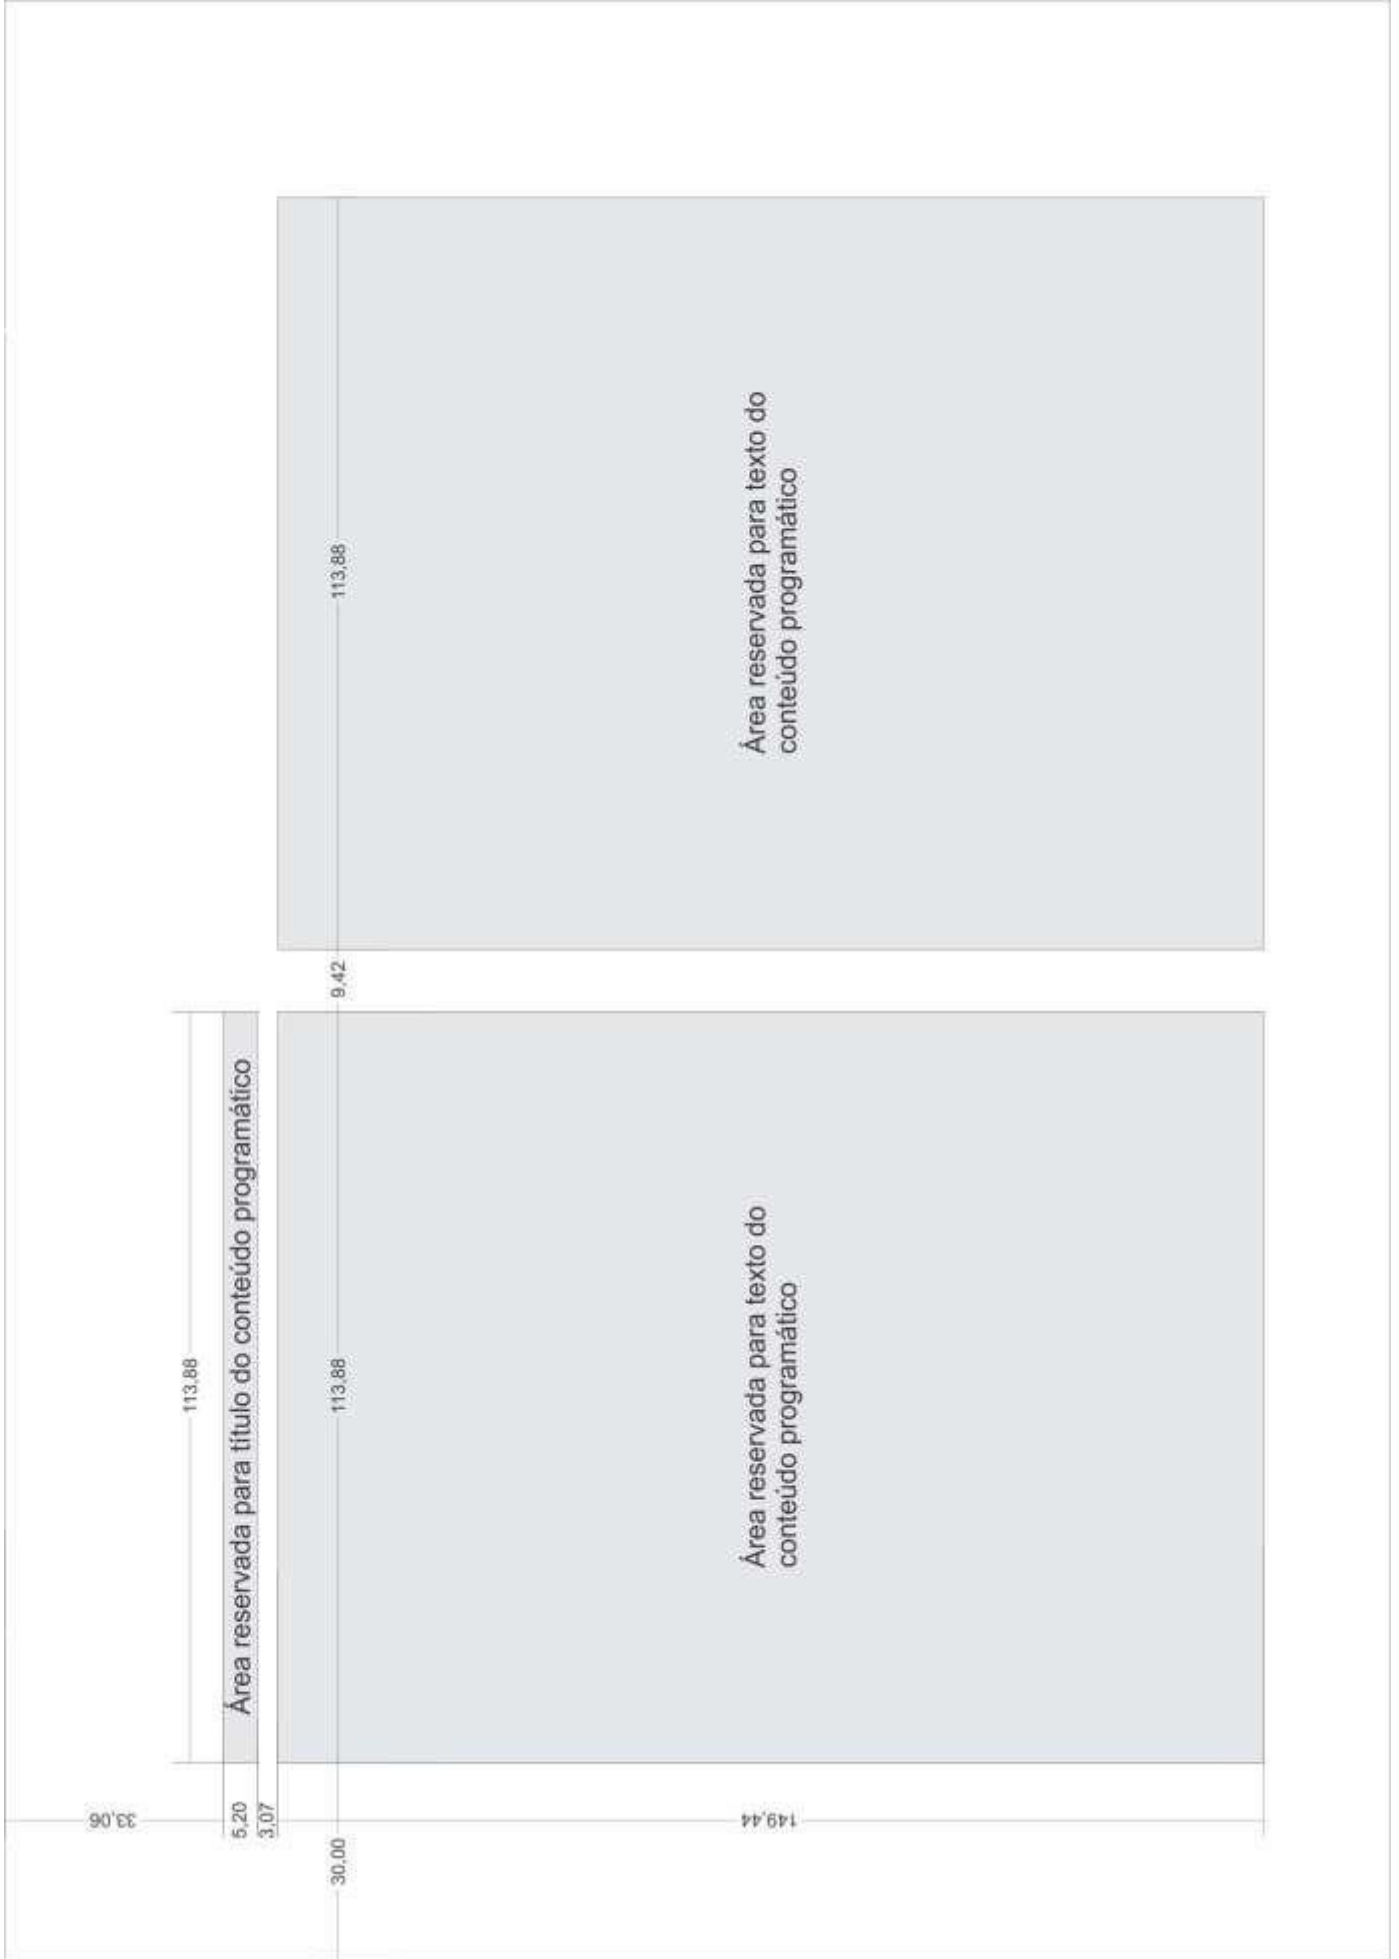 113,88
Área reservada para título do conteúdo programático
33,06
5,20
3,07
30,00
113,88
9,42
113,88
149,44
Área reservada para texto do
conteúdo programático
Área reservada para texto do
conteúdo programático